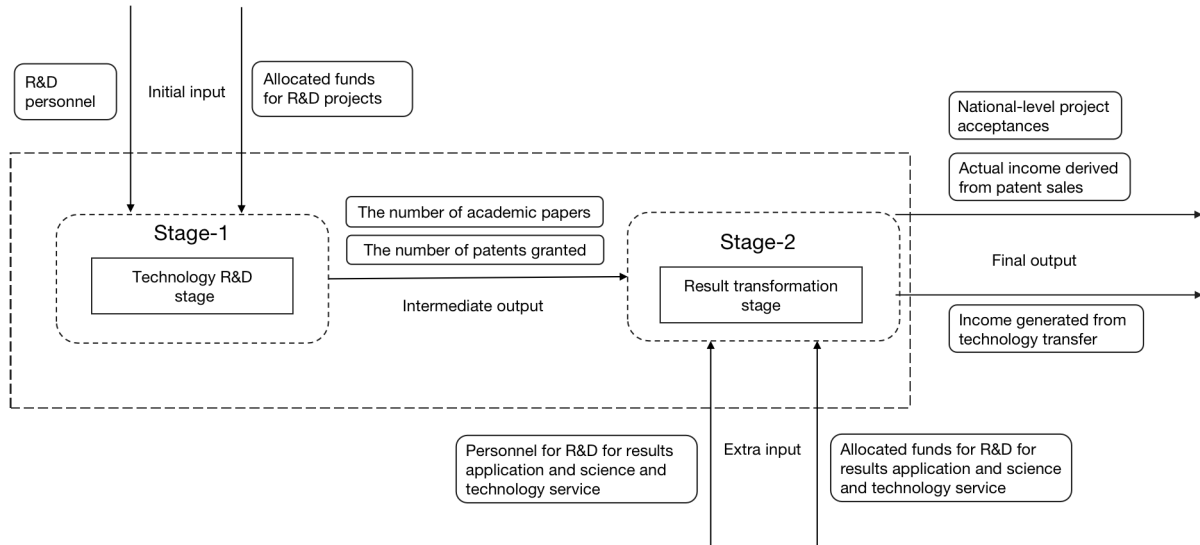 R&D
personnel
Initial input
Allocated funds
for R&D projects
National-level project
acceptances
Actual income derived
from patent sales
The number of academic papers
Stage-1
The number of patents granted
Stage-2
Technology R&D
stage
Intermediate output
Result transformation
stage
Final output
Income generated from
technology transfer
Personnel for R&D for results
application and science and
technology service
Extra input
Allocated funds for R&D for
results application and science
and technology service